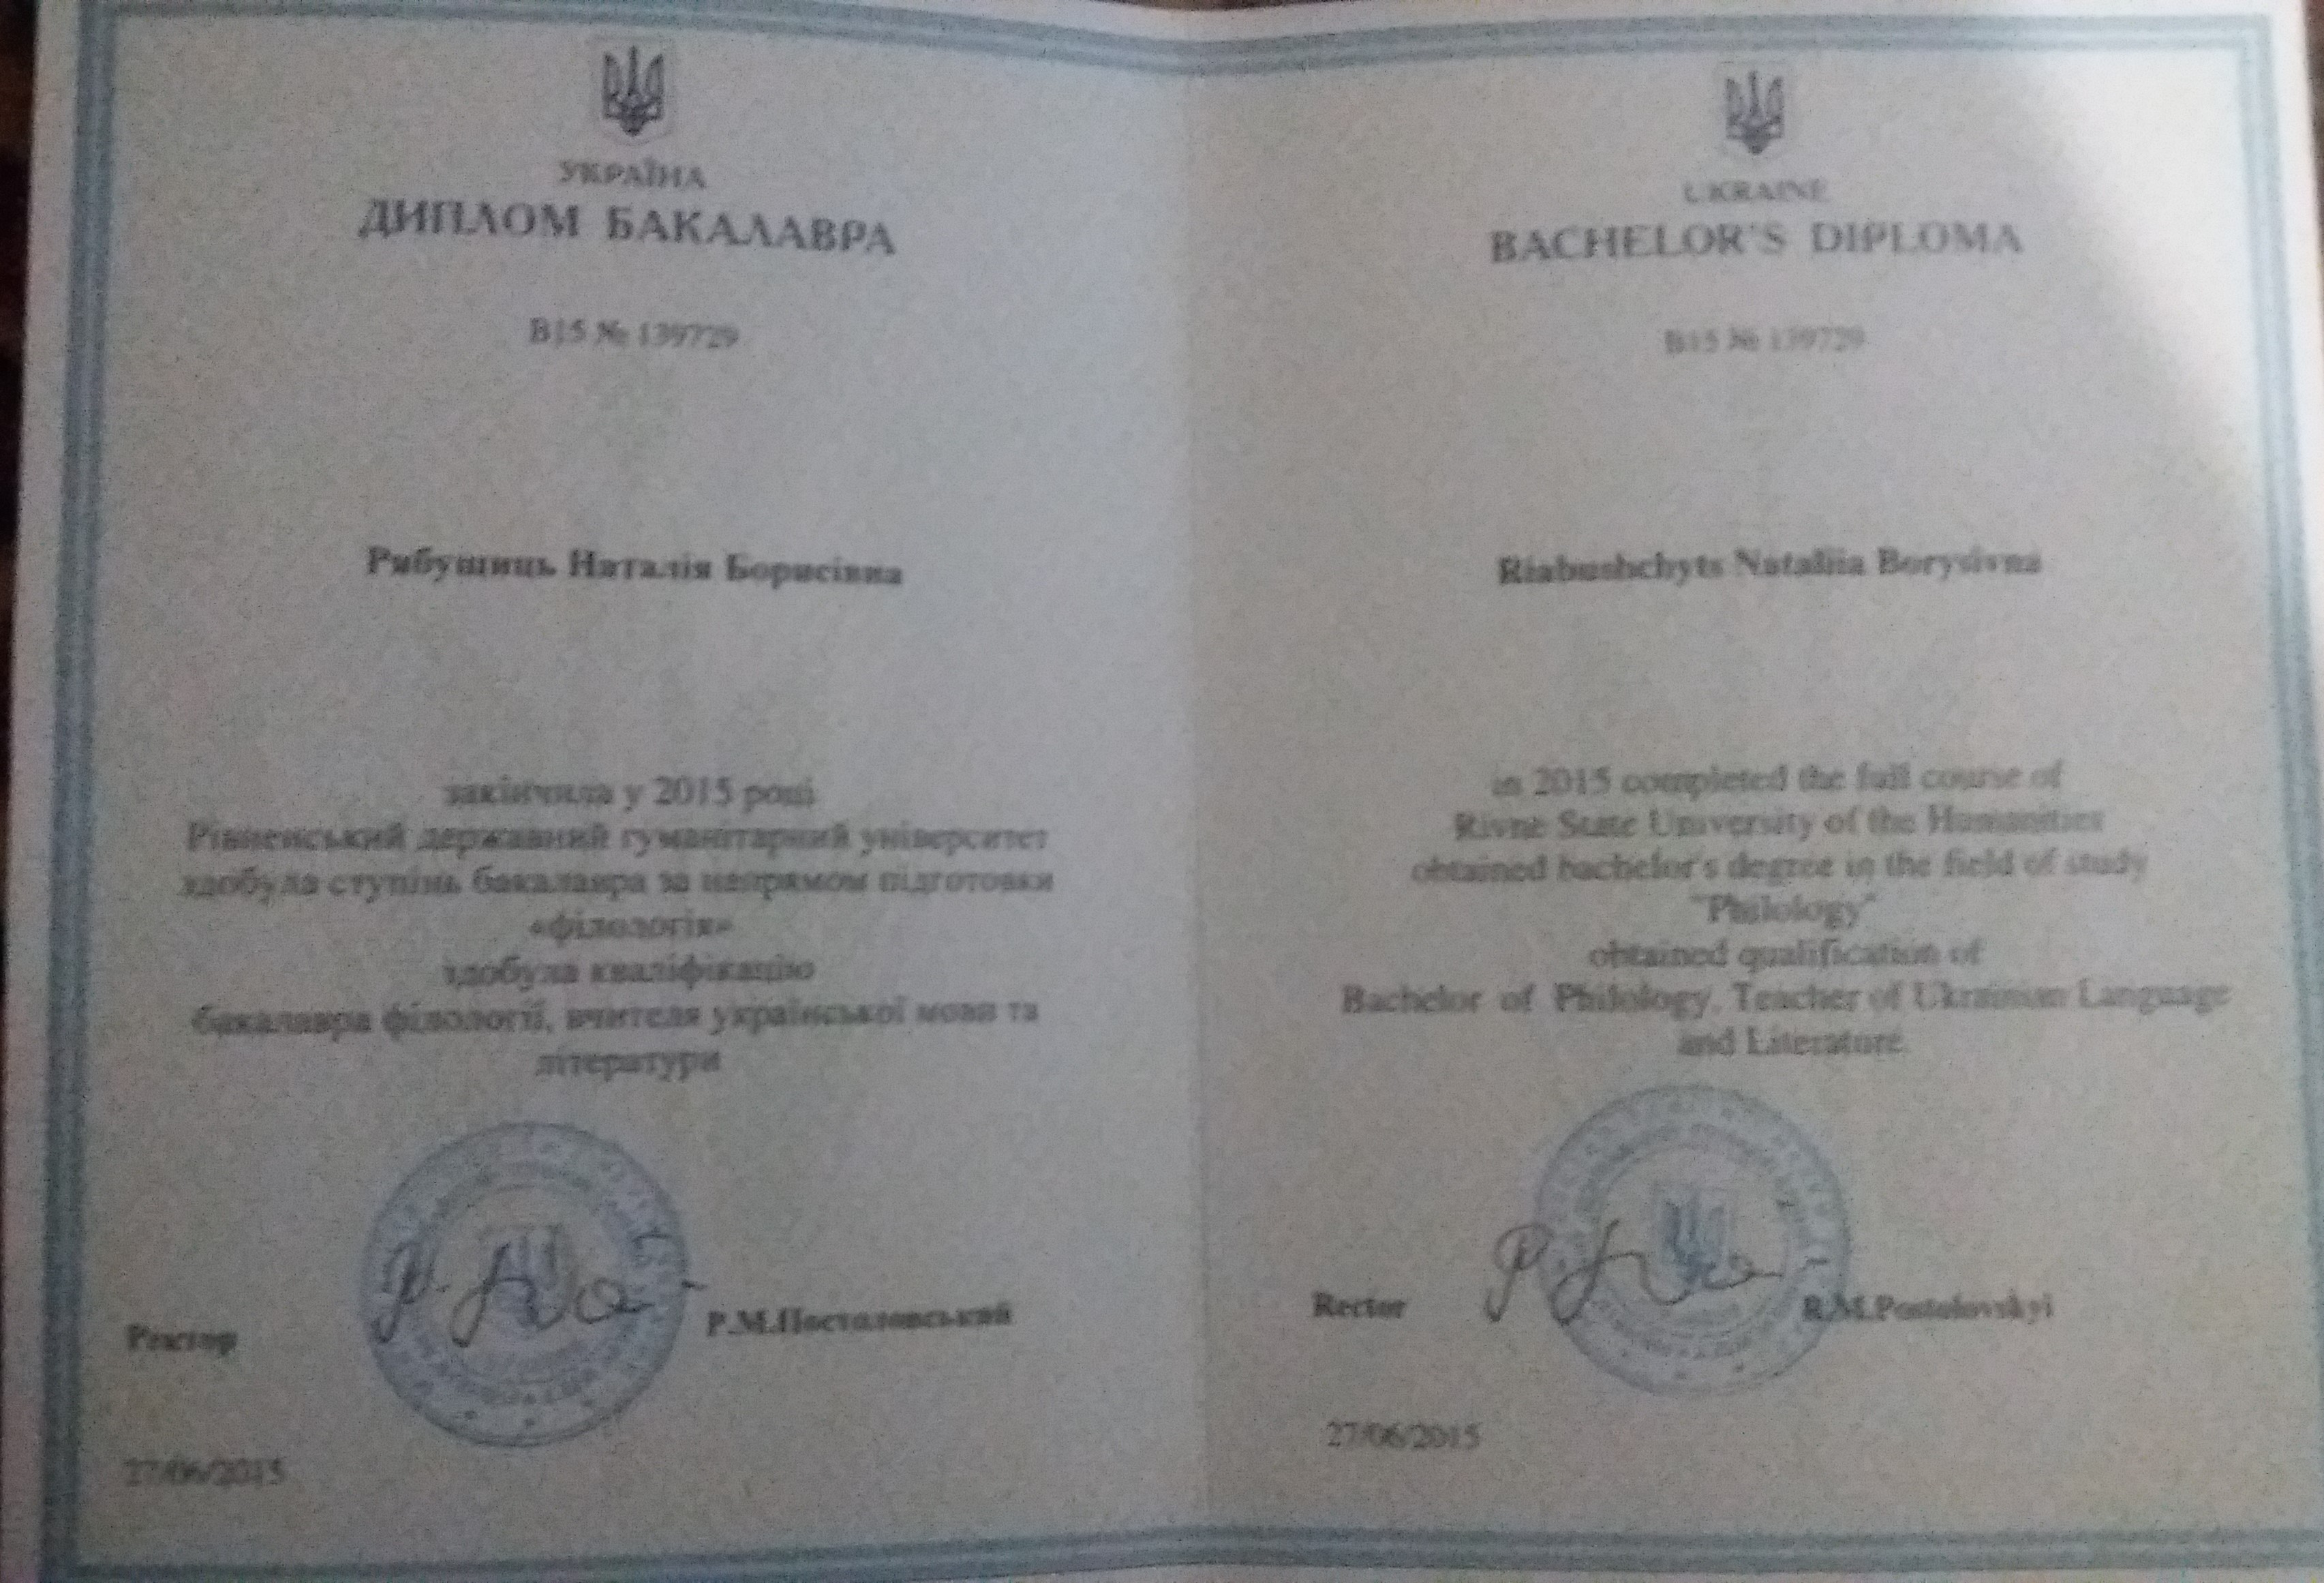 УКРАЇНА
ДИПЛОМ БАКАЛАВРА
В15 № 139729
Рябущиць Наталія Борисівна
закінчила у 2015 році
Рівненський державний гуманітарний університет
здобула ступінь бакалавра за напрямом підготовки
«філологія»
здобула кваліфікацію
бакалавра філології, вчителя української мови та
літератури
Ректор
Р.М.Постоловський
27/06/2015
UKRAINE
BACHELOR'S DIPLOMA
B15 № 139729
Riabushchyts Nataliia Borysivna
in 2015 completed the full course of
Rivne State University of the Humanities
obtained bachelor's degree in the field of study
"Philology"
obtained qualification of
Bachelor of Philology, Teacher of Ukrainian Language
and Literature.
Rector
R.M.Postolovskyi
27/06/2015